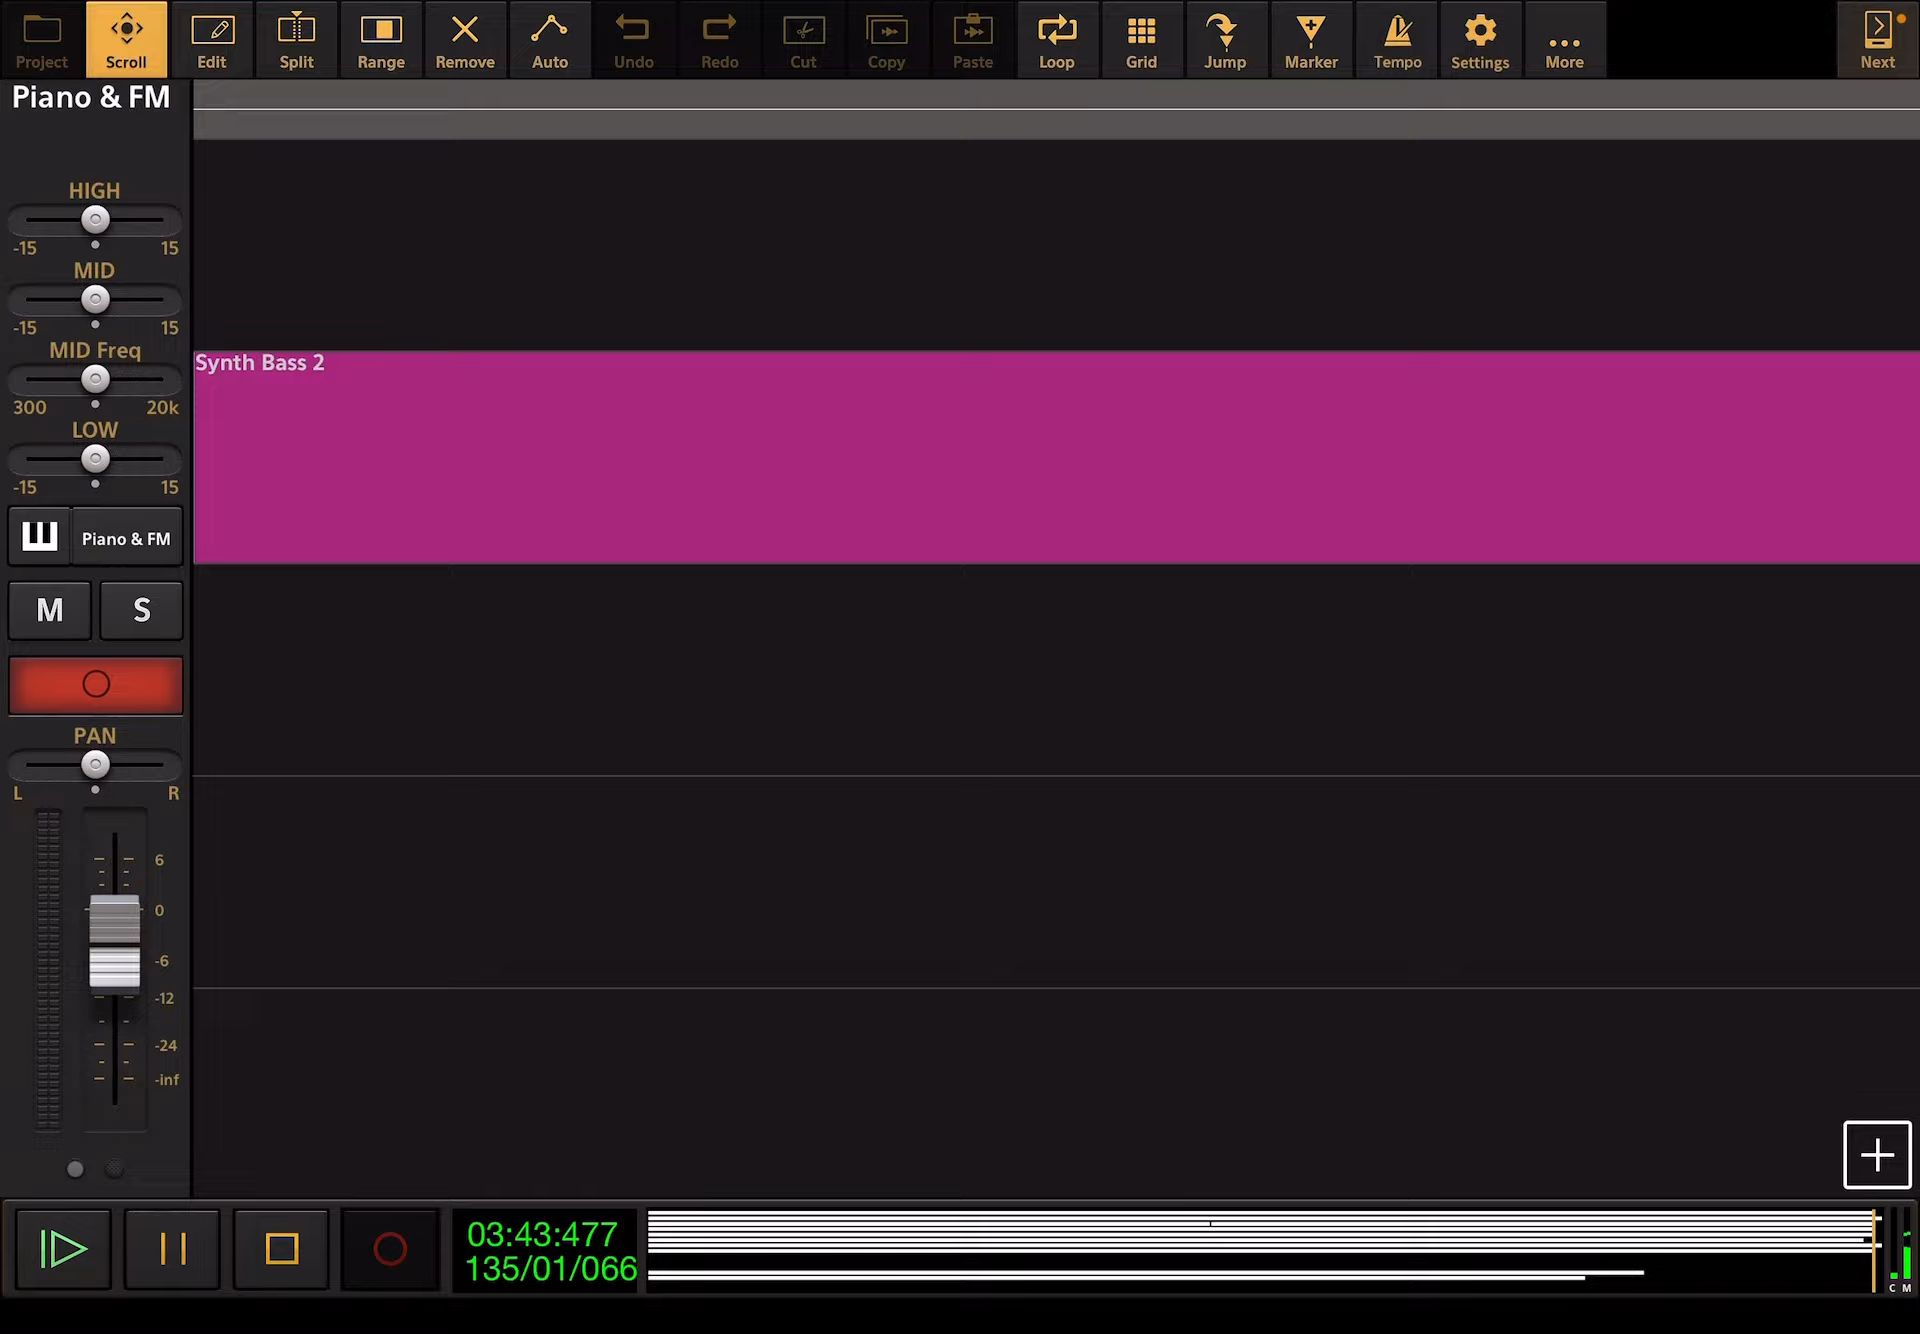 Project Scroll Edit Split Range Remove Auto Undo Redo Cut Copy Paste Loop Grid Jump Marker Tempo Settings More Next
Piano & FM
HIGH
-15 15
MID
-15 15
MID Freq
300 20k
LOW
-15 15
Piano & FM
M S
PAN
L R
6
0
-6
-12
-24
-inf
Synth Bass 2
03:43:477
135/01/066
C M